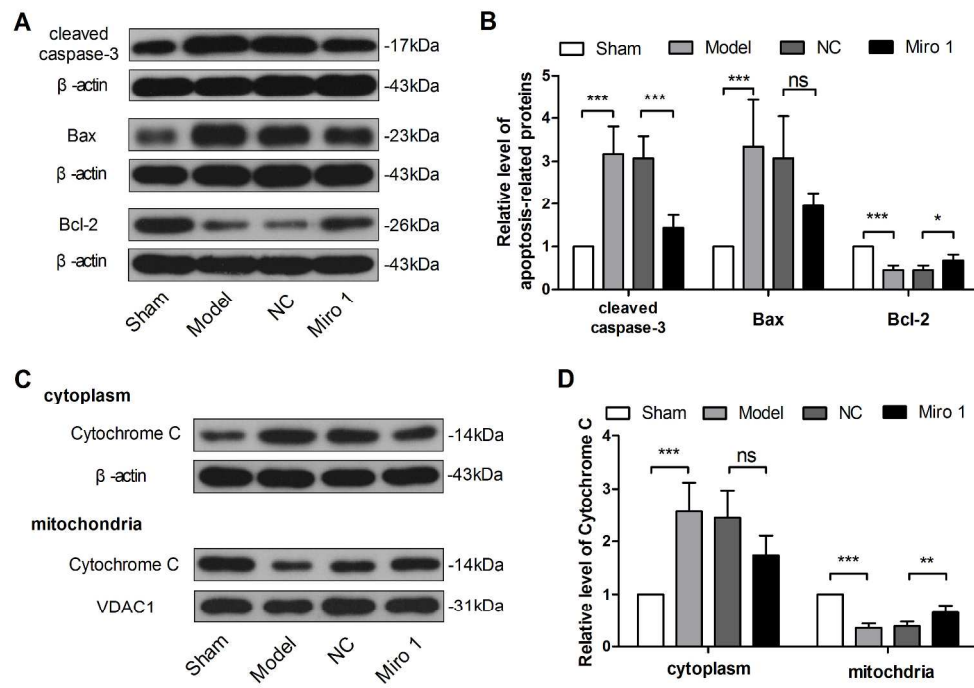 A
cleaved
caspase-3
-17kDa
β -actin
-43kDa
Bax
-23kDa
β -actin
-43kDa
Bcl-2
-26kDa
β -actin
-43kDa
Sham
Model
NC
Miro 1
B
Sham Model NC Miro 1
Relative level of
apoptosis-related proteins
5
4
3
2
1
0
***
***
***
ns
***
*
cleaved
caspase-3
Bax
Bcl-2
C
cytoplasm
Cytochrome C
-14kDa
β -actin
-43kDa
mitochondria
Cytochrome C
-14kDa
VDAC1
-31kDa
Sham
Model
NC
Miro 1
D
Sham Model NC Miro 1
Relative level of Cytochrome C
4
3
2
1
0
***
ns
***
**
cytoplasm
mitochdria